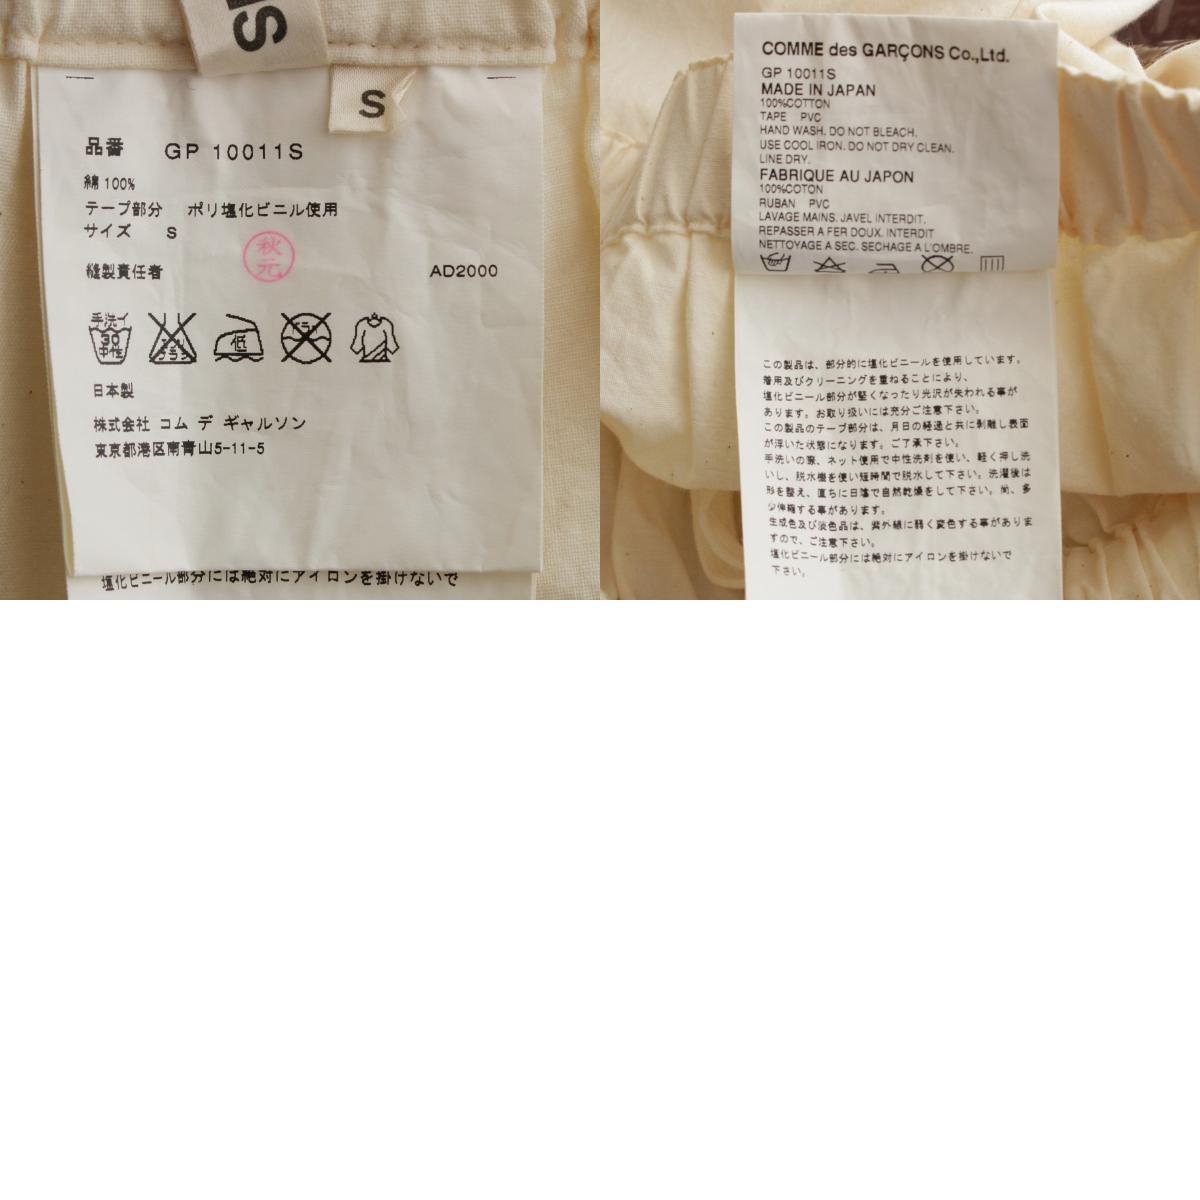 S
品番 GP 10011S
綿 100%
テープ部分 ポリ塩化ビニル使用
サイズ S
縫製責任者 秋元 AD2000
手洗イ
30
中性
エンソ
サラシ
低
ドライ
日本製
株式会社 コム デ ギャルソン
東京都港区南青山5-11-5
塩化ビニール部分には絶対にアイロンを掛けないで
COMME des GARÇONS Co.,Ltd.
GP 10011S
MADE IN JAPAN
100%COTTON
TAPE PVC
HAND WASH. DO NOT BLEACH.
USE COOL IRON. DO NOT DRY CLEAN.
LINE DRY.
FABRIQUE AU JAPON
100%COTON
RUBAN PVC
LAVAGE MAINS. JAVEL INTERDIT.
REPASSER A FER DOUX. INTERDIT
NETTOYAGE A SEC. SECHAGE A L'OMBRE.
この製品は、部分的に塩化ビニールを使用しています。
着用及びクリーニングを重ねることにより、
塩化ビニール部分が堅くなったり光沢が失われる事が
あります。お取り扱いには充分ご注意下さい。
この製品のテープ部分は、月日の経過と共に剥離し表面
が浮いた状態になります。ご了承下さい。
手洗いの際、ネット使用で中性洗剤を使い、軽く押し洗
いし、脱水機を使い短時間で脱水して下さい。洗濯後は
形を整え、直ちに日陰で自然乾燥をして下さい。尚、多
少伸縮する事があります。
生成色及び淡色品は、紫外線に弱く変色する事がありま
すので、ご注意下さい。
塩化ビニール部分には絶対にアイロンを掛けないで
下さい。